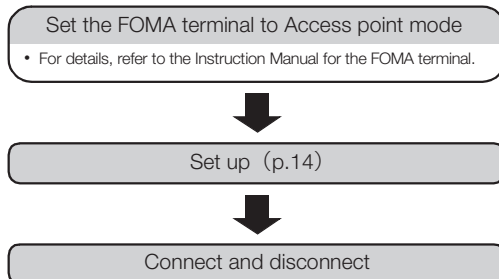 Set the FOMA terminal to Access point mode
• For details, refer to the Instruction Manual for the FOMA terminal.
Set up（p.14）
Connect and disconnect